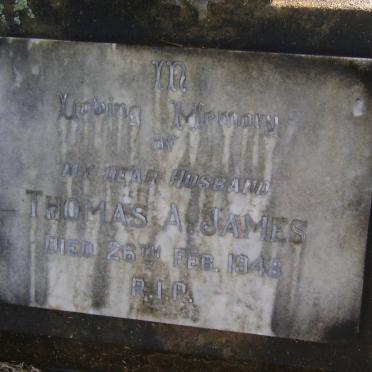 In
Loving Memory
of
MY DEAR HUSBAND
THOMAS A. JAMES
DIED 26TH FEB. 1948
R.I.P.